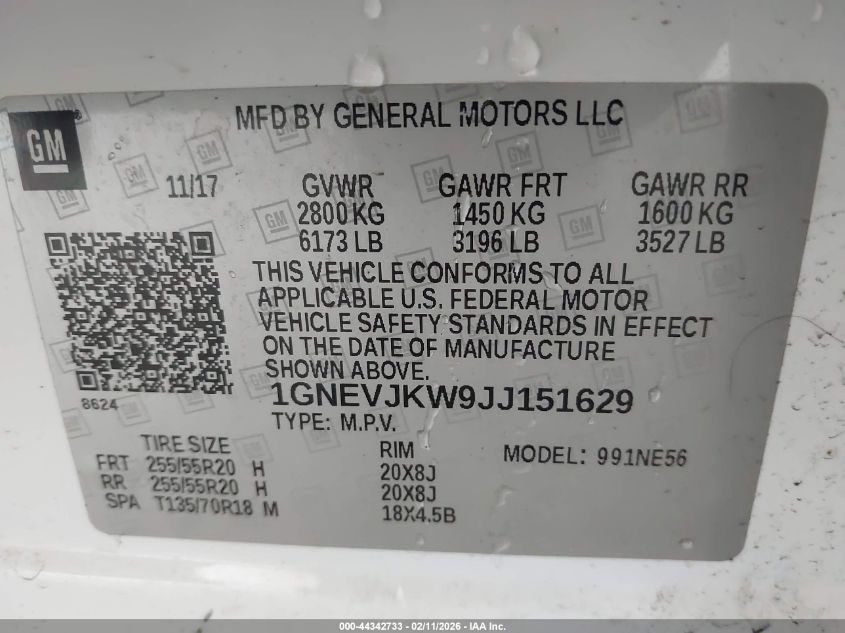 MFD BY GENERAL MOTORS LLC
GM
11/17
GVWR GAWR FRT GAWR RR
2800 KG 1450 KG 1600 KG
6173 LB 3196 LB 3527 LB
THIS VEHICLE CONFORMS TO ALL
APPLICABLE U.S. FEDERAL MOTOR
VEHICLE SAFETY STANDARDS IN EFFECT
ON THE DATE OF MANUFACTURE
SHOWN ABOVE.
1GNEVJKW9JJ151629
8624
TYPE: M.P.V.
TIRE SIZE RIM MODEL: 991NE56
FRT 255/55R20 H 20X8J
RR 255/55R20 H 20X8J
SPA T135/70R18 M 18X4.5B
000-44342733 - 02/11/2026 - IAA Inc.